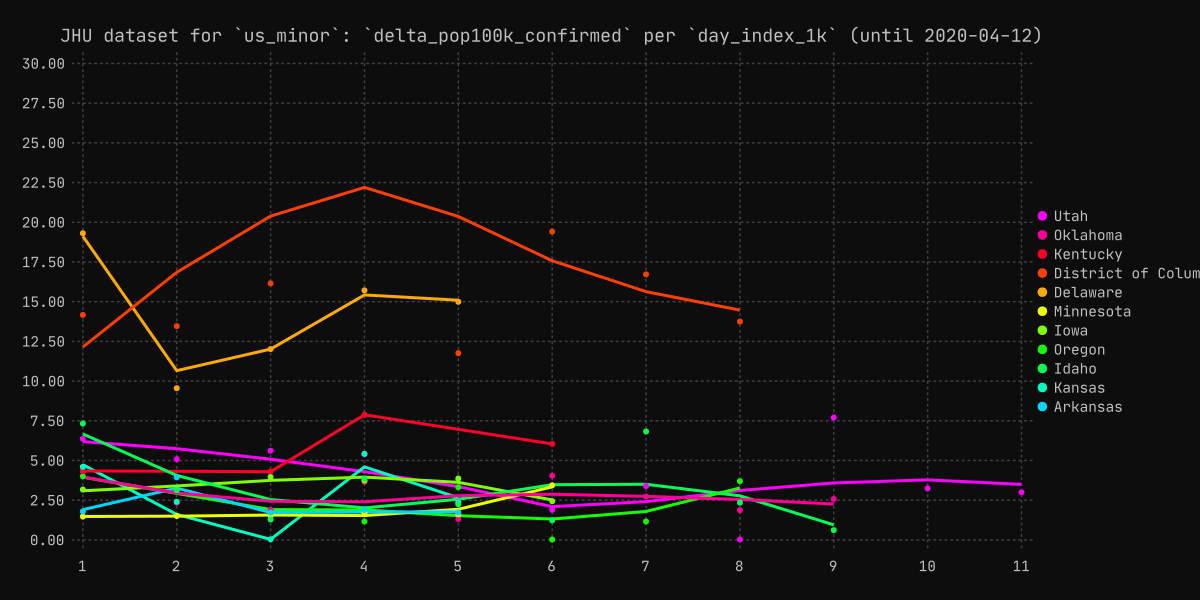 JHU dataset for `us_minor`: `delta_pop100k_confirmed` per `day_index_1k` (until 2020-04-12)
30.00
27.50
25.00
22.50
20.00
17.50
15.00
12.50
10.00
7.50
5.00
2.50
0.00
1 2 3 4 5 6 7 8 9 10 11
Utah
Oklahoma
Kentucky
District of Colum
Delaware
Minnesota
Iowa
Oregon
Idaho
Kansas
Arkansas